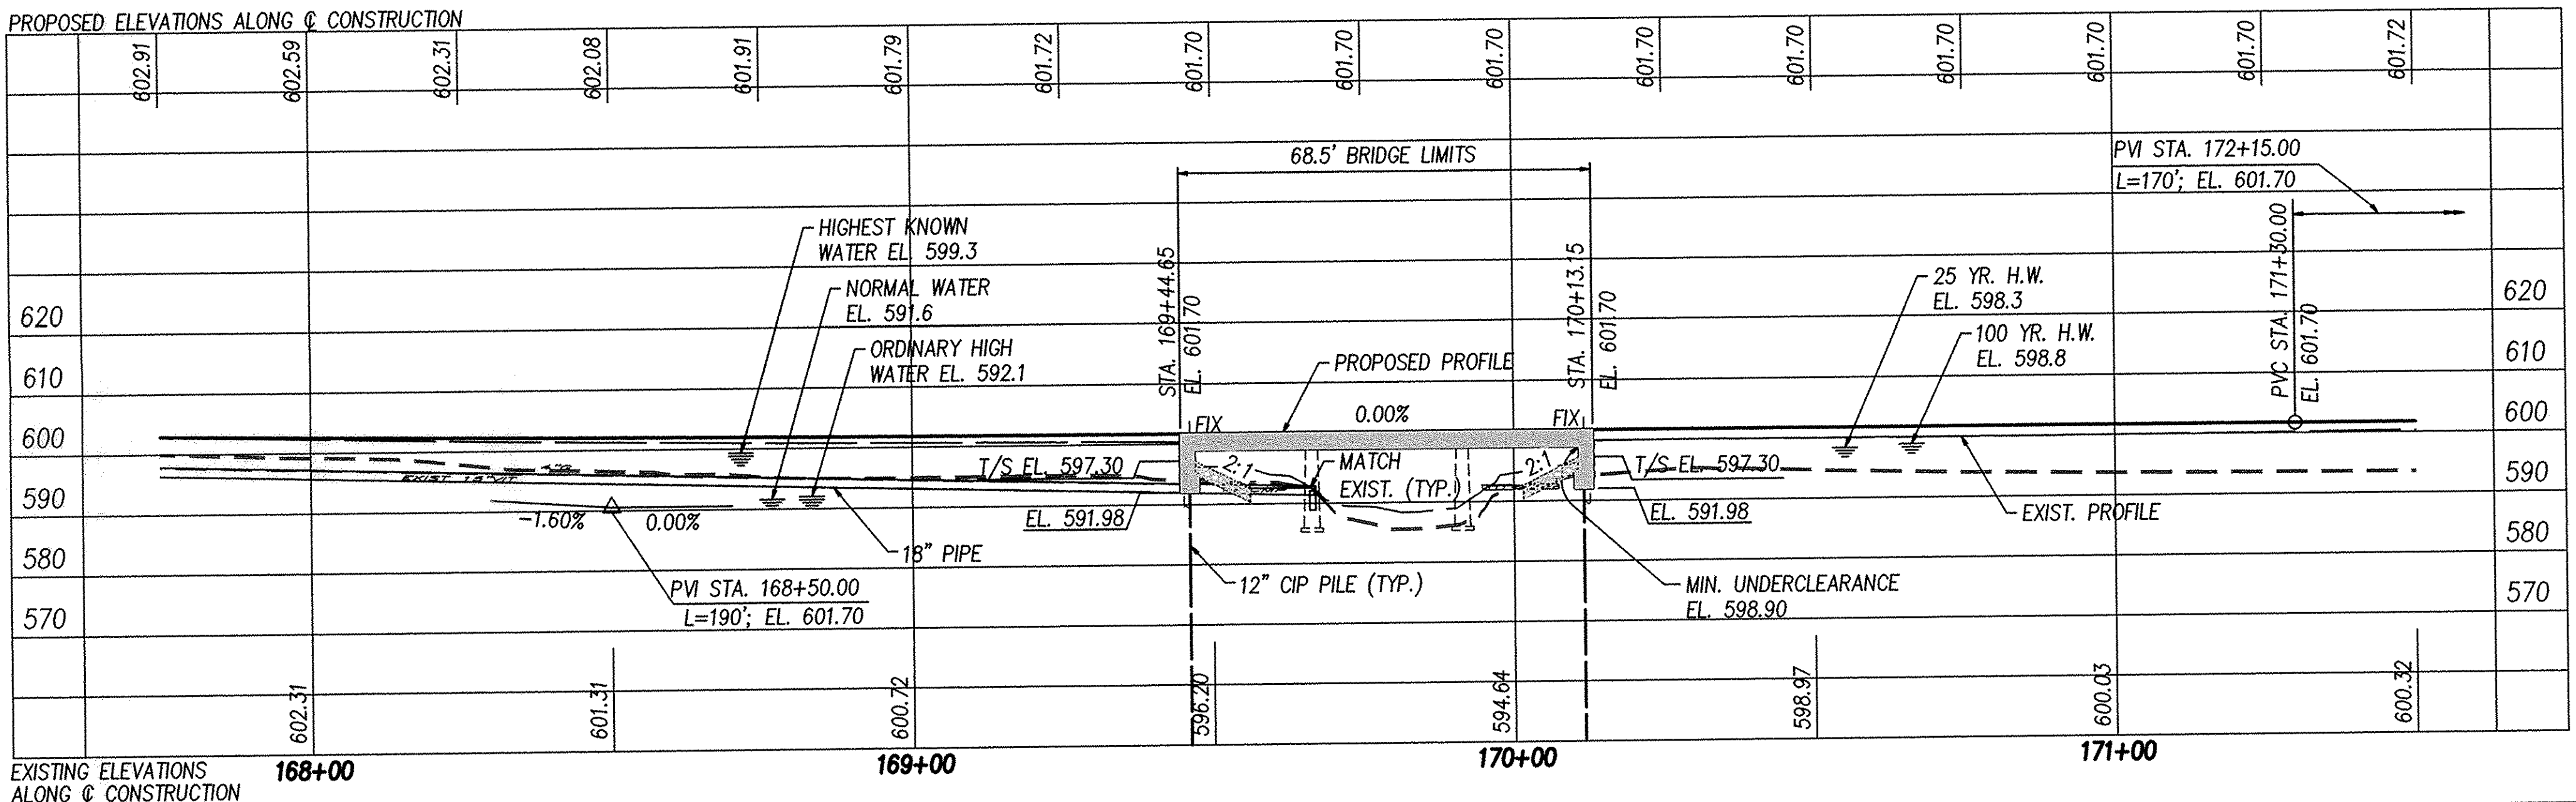 PROPOSED ELEVATIONS ALONG ℄ CONSTRUCTION
602.91
602.59
602.31
602.08
601.91
601.79
601.72
601.70
601.70
601.70
601.70
601.70
601.70
601.70
601.70
601.72
68.5' BRIDGE LIMITS
PVI STA. 172+15.00
L=170'; EL. 601.70
HIGHEST KNOWN
WATER EL. 599.3
NORMAL WATER
EL. 591.6
ORDINARY HIGH
WATER EL. 592.1
STA. 169+44.65
EL. 601.70
STA. 170+13.15
EL. 601.70
PROPOSED PROFILE
0.00%
FIX
FIX
25 YR. H.W.
EL. 598.3
100 YR. H.W.
EL. 598.8
PVC STA. 171+30.00
EL. 601.70
620
610
600
590
580
570
620
610
600
590
580
570
T/S EL. 597.30
2:1
MATCH
EXIST. (TYP.)
2:1
T/S EL. 597.30
EL. 591.98
EL. 591.98
EXIST. PROFILE
-1.60%
0.00%
18" PIPE
PVI STA. 168+50.00
L=190'; EL. 601.70
12" CIP PILE (TYP.)
MIN. UNDERCLEARANCE
EL. 598.90
602.31
601.31
600.72
596.20
594.64
598.97
600.03
600.32
EXISTING ELEVATIONS
ALONG ℄ CONSTRUCTION
168+00
169+00
170+00
171+00